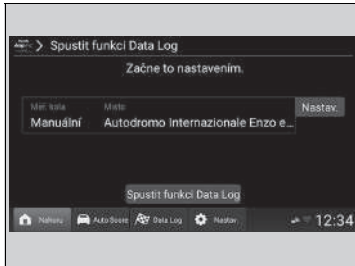 > Spustit funkci Data Log
Začne to nastavením.
Měř. kola Místo Nastav.
Manuální Autodromo Internazionale Enzo e...
Spustit funkci Data Log
Nahoru Auto Score Data Log Nastav. 12:34